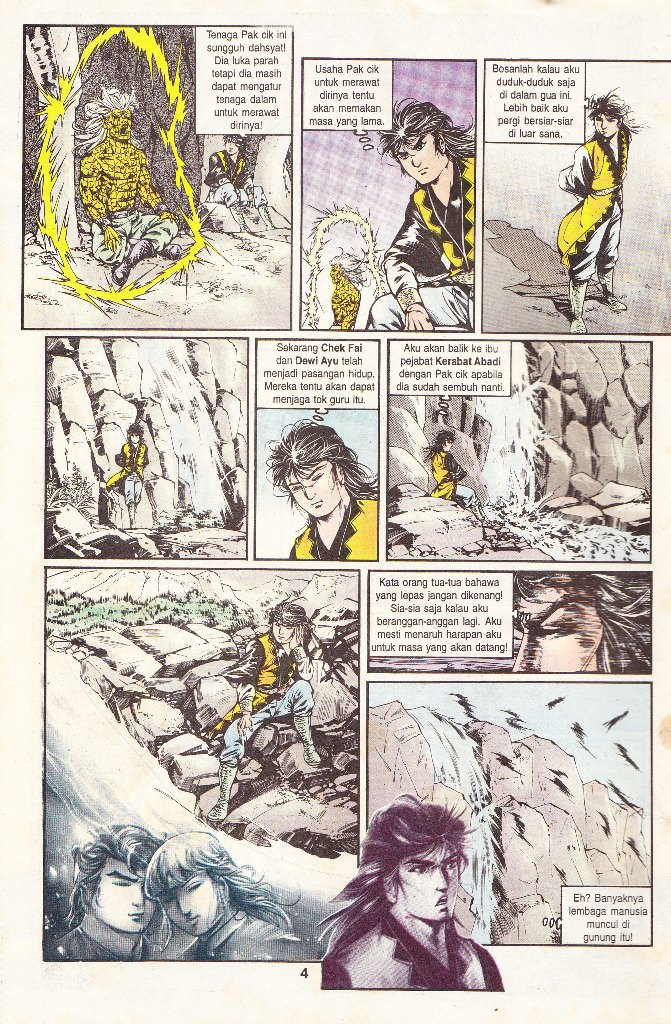 Tenaga Pak cik ini
sungguh dahsyat!
Dia luka parah
tetapi dia masih
dapat mengatur
tenaga dalam
untuk merawat
dirinya!
Usaha Pak cik
untuk merawat
dirinya tentu
akan memakan
masa yang lama.
Bosanlah kalau aku
duduk-duduk saja
di dalam gua ini.
Lebih baik aku
pergi bersiar-siar
di luar sana.
Sekarang Chek Fai
dan Dewi Ayu telah
menjadi pasangan hidup.
Mereka tentu akan dapat
menjaga tok guru itu.
Aku akan balik ke ibu
pejabat Kerabat Abadi
dengan Pak cik apabila
dia sudah sembuh nanti.
Kata orang tua-tua bahawa
yang lepas jangan dikenang!
Sia-sia saja kalau aku
beranggan-anggan lagi. Aku
mesti menaruh harapan aku
untuk masa yang akan datang!
Eh? Banyaknya
lembaga manusia
muncul di
gunung itu!
4